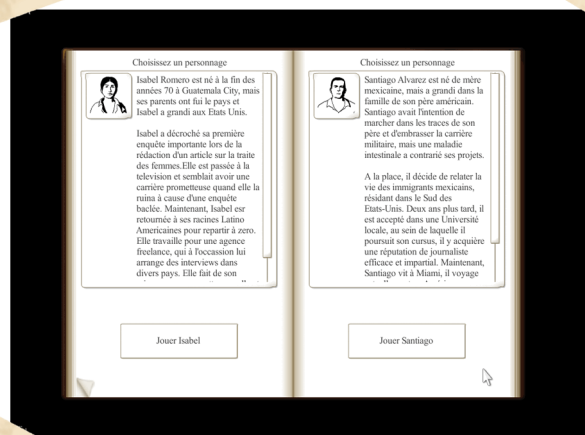 Choisissez un personnage
Isabel Romero est né à la fin des
années 70 à Guatemala City, mais
ses parents ont fui le pays et
Isabel a grandi aux Etats Unis.
Isabel a décroché sa première
enquête importante lors de la
rédaction d'un article sur la traite
des femmes.Elle est passée à la
television et semblait avoir une
carrière prometteuse quand elle la
ruina à cause d'une enquéte
baclée. Maintenant, Isabel esr
retournée à ses racines Latino
Americaines pour repartir à zero.
Elle travaille pour une agence
freelance, qui à l'occassion lui
arrange des interviews dans
divers pays. Elle fait de son
Jouer Isabel
Choisissez un personnage
Santiago Alvarez est né de mère
mexicaine, mais a grandi dans la
famille de son père américain.
Santiago avait l'intention de
marcher dans les traces de son
père et d'embrasser la carrière
militaire, mais une maladie
intestinale a contrarié ses projets.
A la place, il décide de relater la
vie des immigrants mexicains,
résidant dans le Sud des
Etats-Unis. Deux ans plus tard, il
est accepté dans une Université
locale, au sein de laquelle il
poursuit son cursus, il y acquière
une réputation de journaliste
efficace et impartial. Maintenant,
Santiago vit à Miami, il voyage
Jouer Santiago